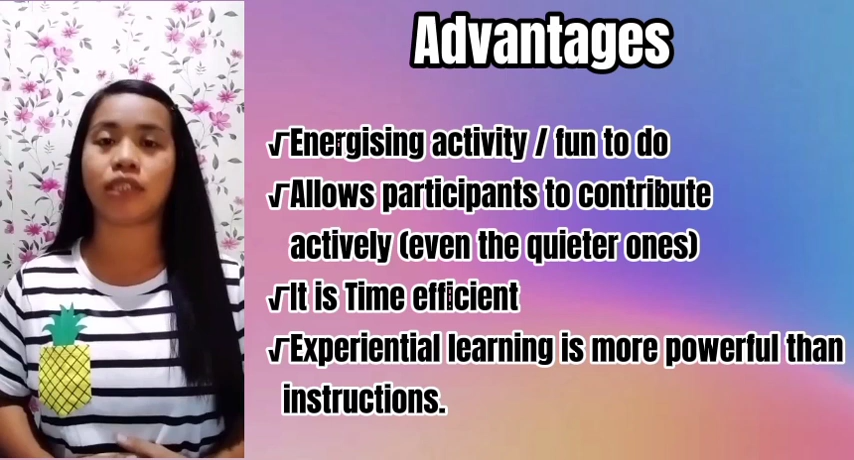 Advantages
√Energising activity / fun to do
√Allows participants to contribute
actively (even the quieter ones)
√It is Time efficient
√Experiential learning is more powerful than
instructions.